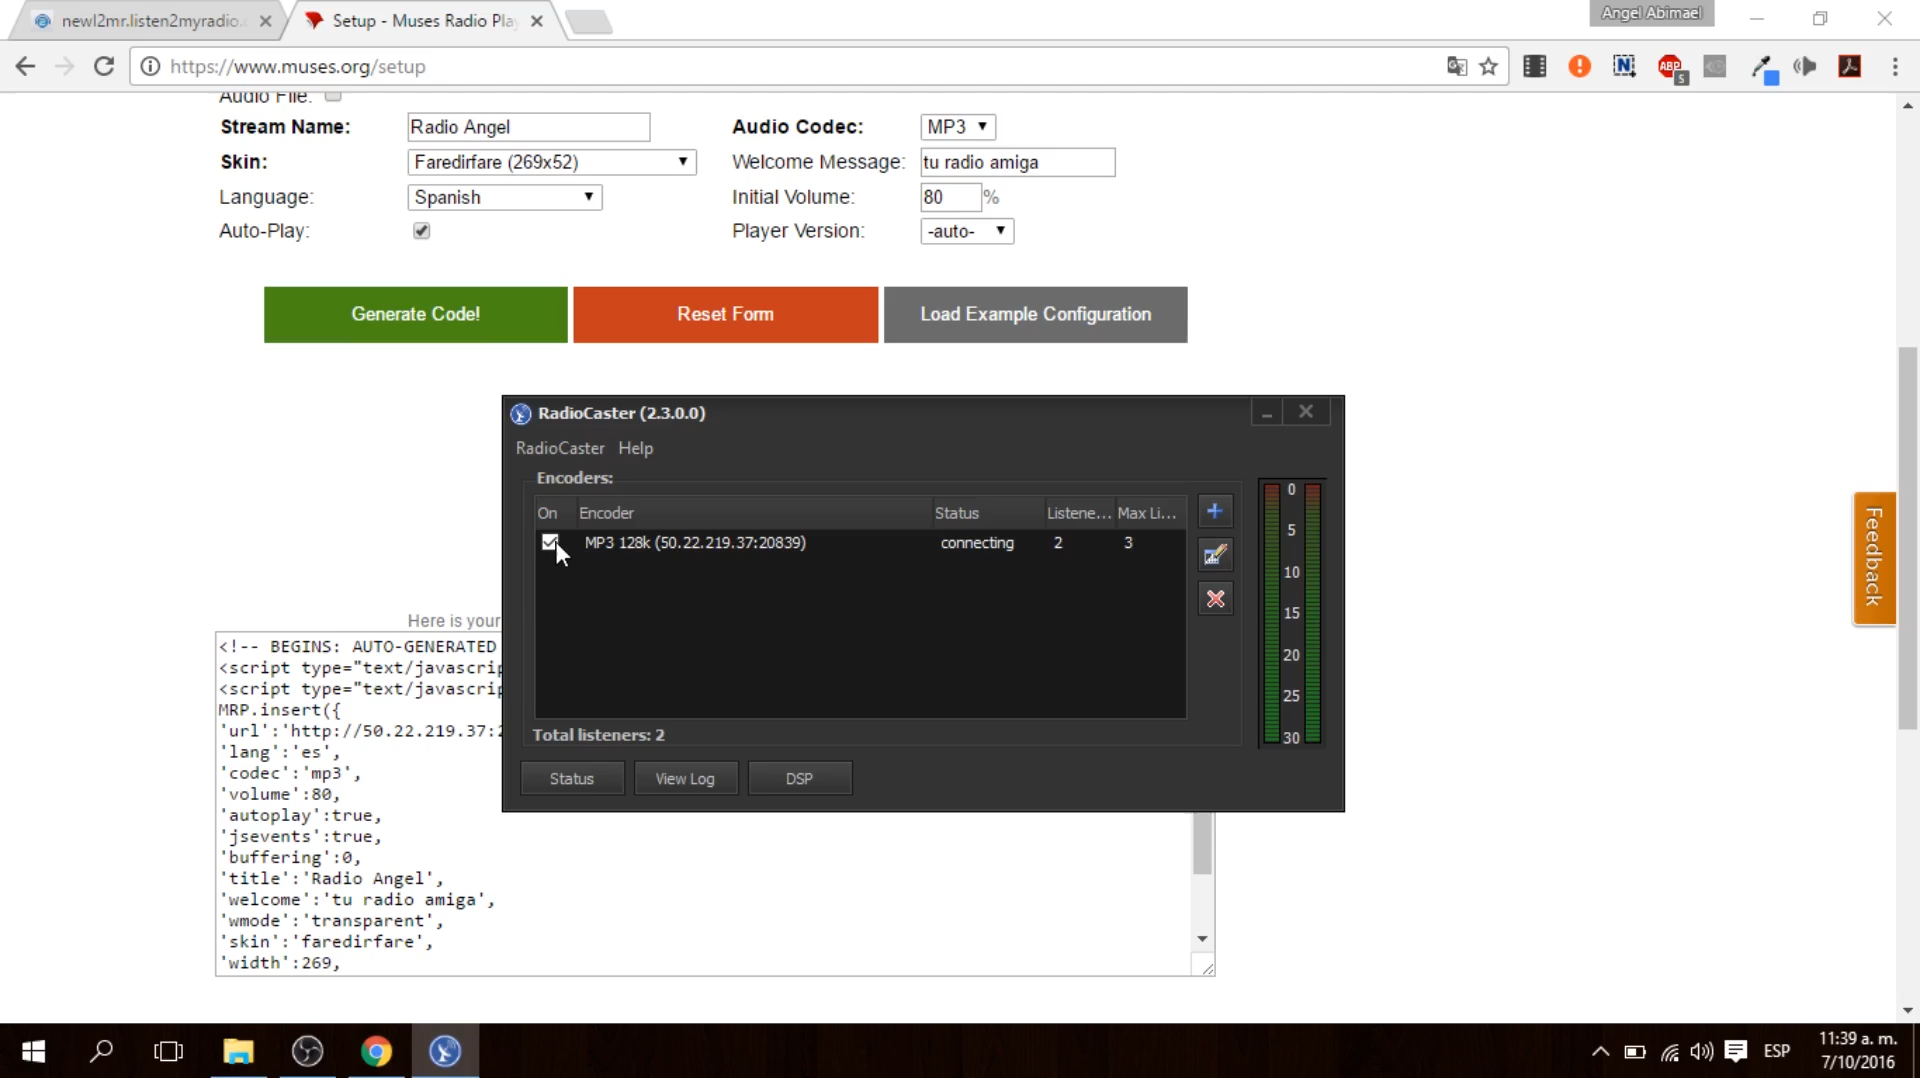 newl2mr.listen2myradio.
Setup - Muses Radio Pla
Angel Abimael
https://www.muses.org/setup
ABP
5
Audio File:
Stream Name:
Radio Angel
Audio Codec:
MP3
Skin:
Faredirfare (269x52)
Welcome Message:
tu radio amiga
Language:
Spanish
Initial Volume:
80
%
Auto-Play:
Player Version:
-auto-
Generate Code!
Reset Form
Load Example Configuration
RadioCaster (2.3.0.0)
RadioCaster Help
Encoders:
On Encoder Status Listene... Max Li...
MP3 128k (50.22.219.37:20839) connecting 2 3
Total listeners: 2
Status
View Log
DSP
0
5
10
15
20
25
30
Feedback
Here is your
<!-- BEGINS: AUTO-GENERATED
<script type="text/javascrip
<script type="text/javascrip
MRP.insert({
'url':'http://50.22.219.37:2
'lang':'es',
'codec':'mp3',
'volume':80,
'autoplay':true,
'jsevents':true,
'buffering':0,
'title':'Radio Angel',
'welcome':'tu radio amiga',
'wmode':'transparent',
'skin':'faredirfare',
'width':269,
ESP
11:39 a. m.
7/10/2016